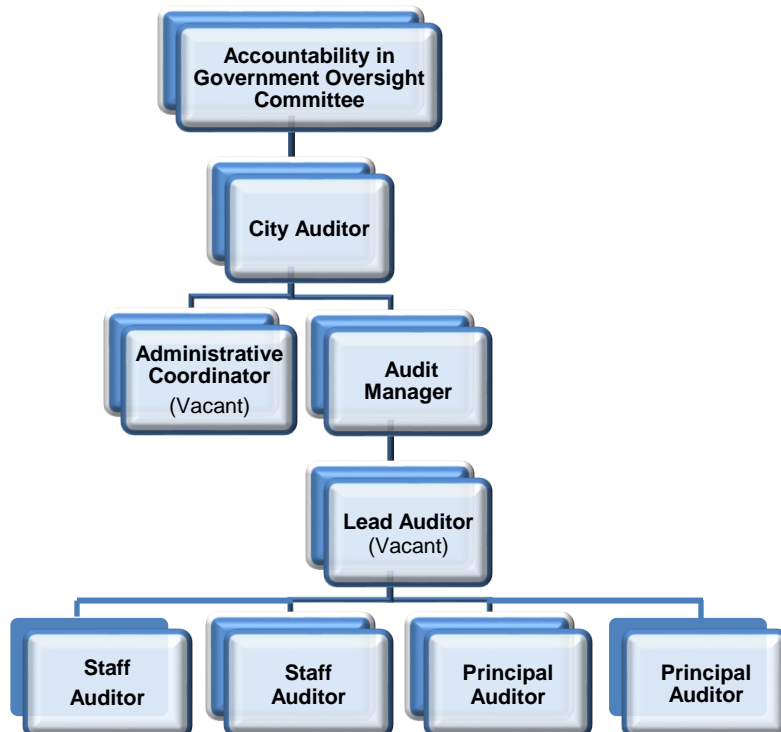 Accountability in
Government Oversight
Committee
City Auditor
Administrative
Coordinator
(Vacant)
Audit
Manager
Lead Auditor
(Vacant)
Staff
Auditor
Staff
Auditor
Principal
Auditor
Principal
Auditor